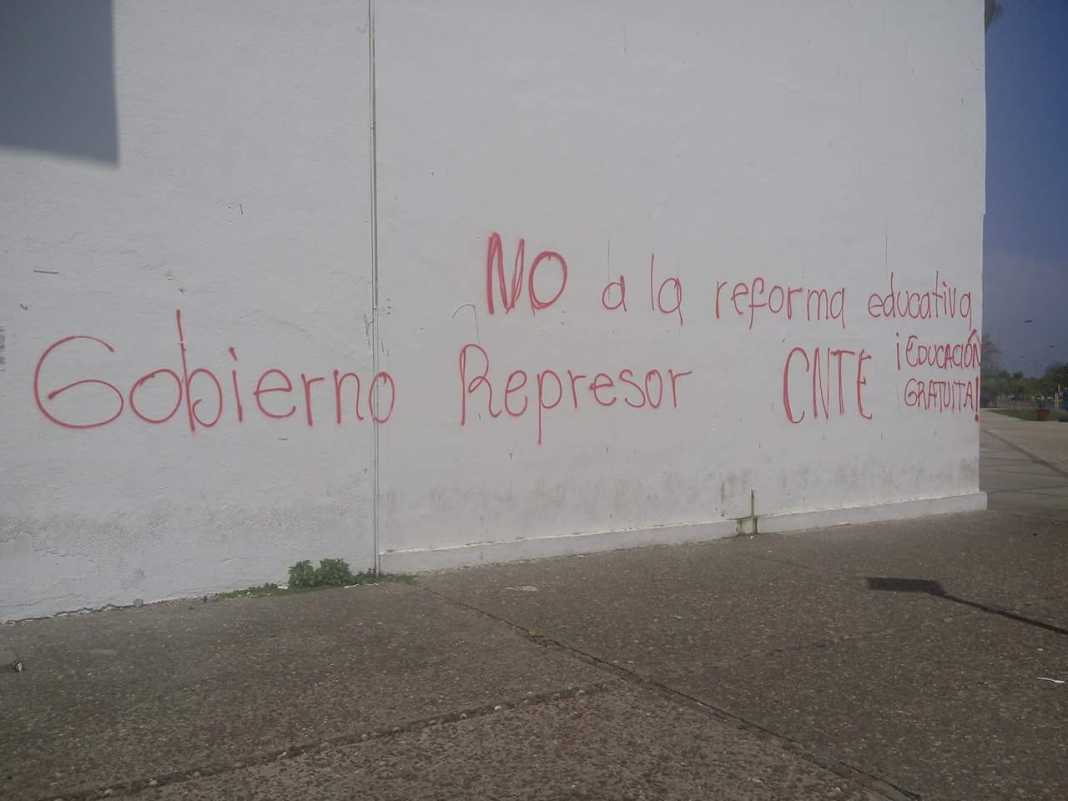 NO a la reforma educativa
Gobierno Represor CNTE
¡EDUCACIÓN
GRATUITA!